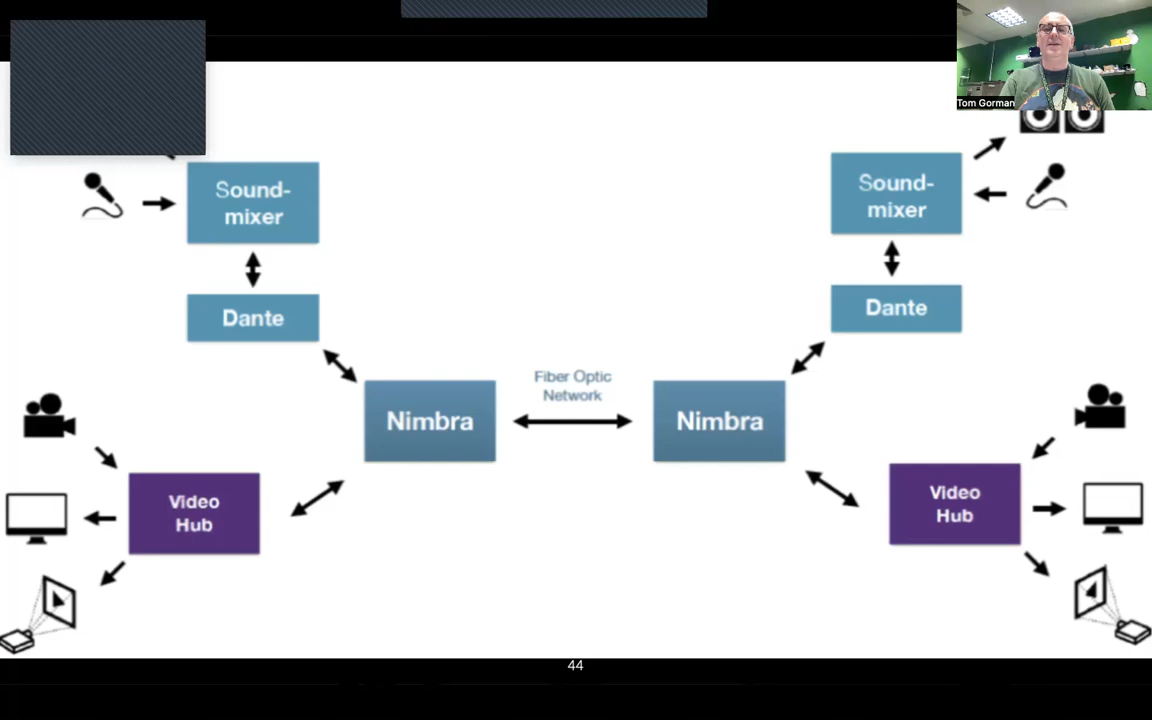 Tom Gorman
Sound-
mixer
Sound-
mixer
Dante
Dante
Fiber Optic
Network
Nimbra
Nimbra
Video
Hub
Video
Hub
44